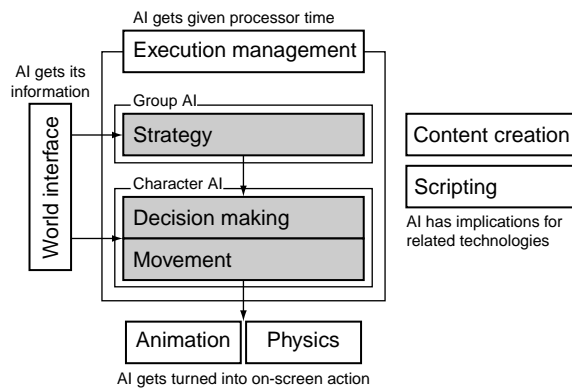 AI gets given processor time
Execution management
AI gets its
information
World interface
Group AI
Strategy
Character AI
Decision making
Movement
Animation
Physics
AI gets turned into on-screen action
Content creation
Scripting
AI has implications for
related technologies